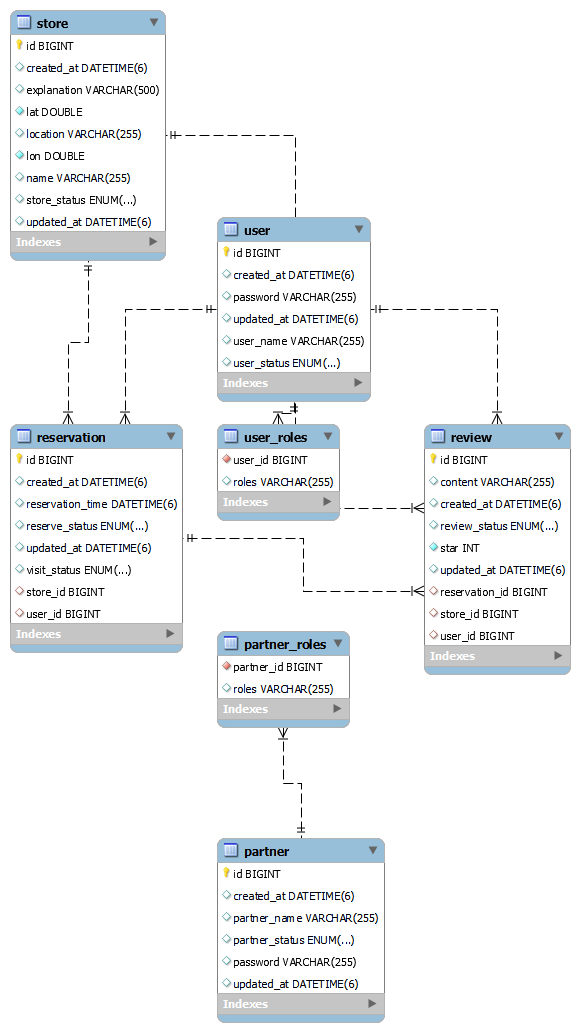 store
id BIGINT
created_at DATETIME(6)
explanation VARCHAR(500)
lat DOUBLE
location VARCHAR(255)
lon DOUBLE
name VARCHAR(255)
store_status ENUM(...)
updated_at DATETIME(6)
Indexes
user
id BIGINT
created_at DATETIME(6)
password VARCHAR(255)
updated_at DATETIME(6)
user_name VARCHAR(255)
user_status ENUM(...)
Indexes
reservation
id BIGINT
created_at DATETIME(6)
reservation_time DATETIME(6)
reserve_status ENUM(...)
updated_at DATETIME(6)
visit_status ENUM(...)
store_id BIGINT
user_id BIGINT
Indexes
user_roles
user_id BIGINT
roles VARCHAR(255)
Indexes
review
id BIGINT
content VARCHAR(255)
created_at DATETIME(6)
review_status ENUM(...)
star INT
updated_at DATETIME(6)
reservation_id BIGINT
store_id BIGINT
user_id BIGINT
Indexes
partner_roles
partner_id BIGINT
roles VARCHAR(255)
Indexes
partner
id BIGINT
created_at DATETIME(6)
partner_name VARCHAR(255)
partner_status ENUM(...)
password VARCHAR(255)
updated_at DATETIME(6)
Indexes